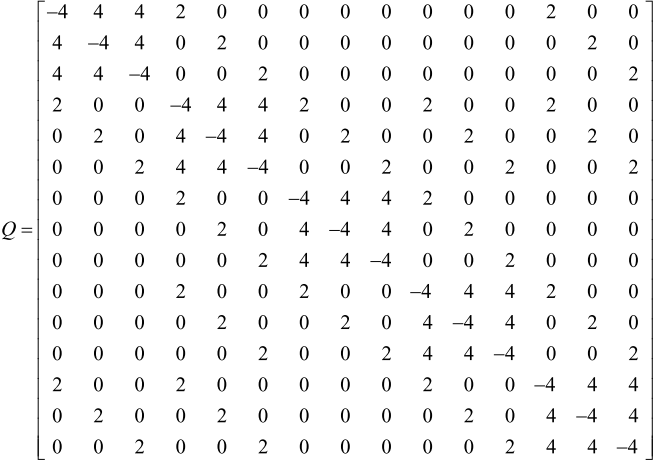 -4 4 4 2 0 0 0 0 0 0 0 0 2 0 0
4 -4 4 0 2 0 0 0 0 0 0 0 0 2 0
4 4 -4 0 0 2 0 0 0 0 0 0 0 0 2
2 0 0 -4 4 4 2 0 0 2 0 0 2 0 0
0 2 0 4 -4 4 0 2 0 0 2 0 0 2 0
0 0 2 4 4 -4 0 0 2 0 0 2 0 0 2
0 0 0 2 0 0 -4 4 4 2 0 0 0 0 0
Q = 0 0 0 0 2 0 4 -4 4 0 2 0 0 0 0
0 0 0 0 0 2 4 4 -4 0 0 2 0 0 0
0 0 0 2 0 0 2 0 0 -4 4 4 2 0 0
0 0 0 0 2 0 0 2 0 4 -4 4 0 2 0
0 0 0 0 0 2 0 0 2 4 4 -4 0 0 2
2 0 0 2 0 0 0 0 0 2 0 0 -4 4 4
0 2 0 0 2 0 0 0 0 0 2 0 4 -4 4
0 0 2 0 0 2 0 0 0 0 0 2 4 4 -4